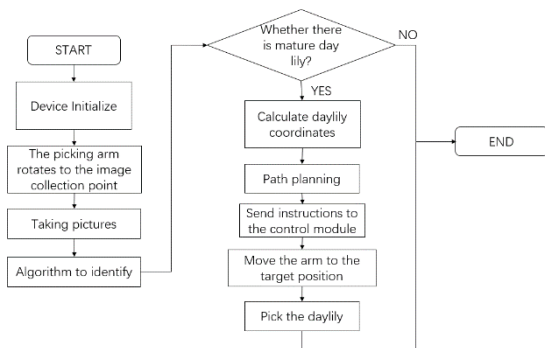 START
Device Initialize
The picking arm
rotates to the image
collection point
Taking pictures
Algorithm to identify
Whether there
is mature day
lily?
NO
YES
Calculate daylily
coordinates
Path planning
Send instructions to
the control module
Move the arm to the
target position
Pick the daylily
END